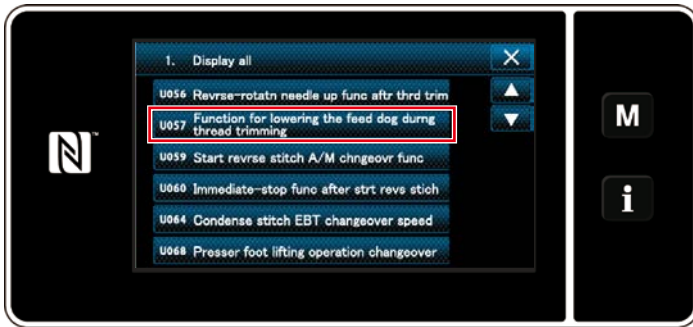 1. Display all
U056 Revrse-rotatn needle up func aftr thrd trim
U057 Function for lowering the feed dog durng
thread trimming
U059 Start revrse stitch A/M chngeovr func
U060 Immediate-stop func after strt revs stich
U064 Condense stitch EBT changeover speed
U068 Presser foot lifting operation changeover
M
i